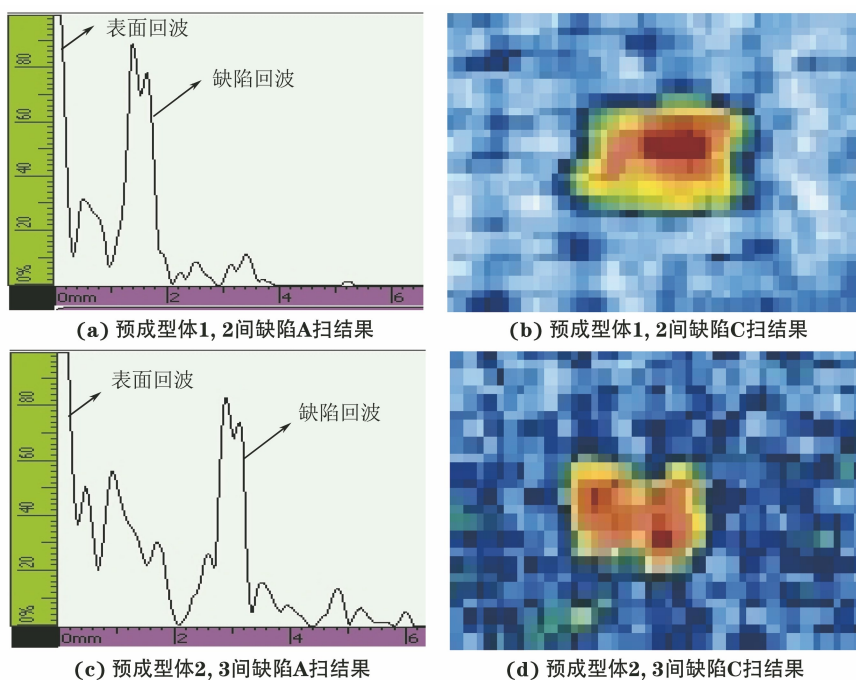 表面回波
缺陷回波
80
60
40
20
0%
0mm
2
4
6
(a) 预成型体1, 2间缺陷A扫结果
(b) 预成型体1, 2间缺陷C扫结果
表面回波
缺陷回波
80
60
40
20
0%
0mm
2
4
6
(c) 预成型体2, 3间缺陷A扫结果
(d) 预成型体2, 3间缺陷C扫结果